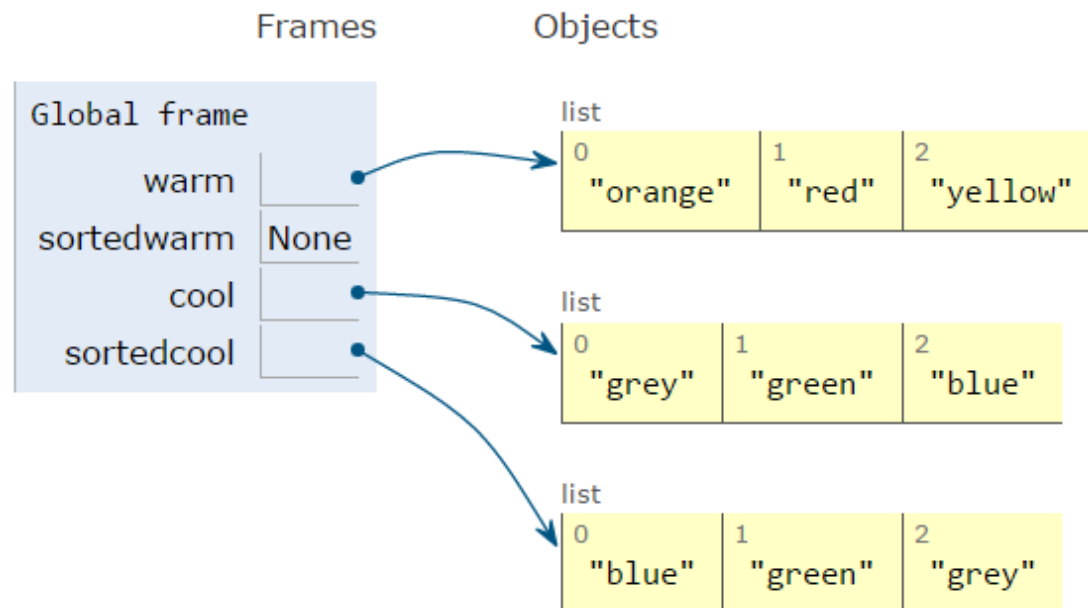 Frames Objects
Global frame
warm
sortedwarm None
cool
sortedcool
list
0 1 2
"orange" "red" "yellow"
list
0 1 2
"grey" "green" "blue"
list
0 1 2
"blue" "green" "grey"